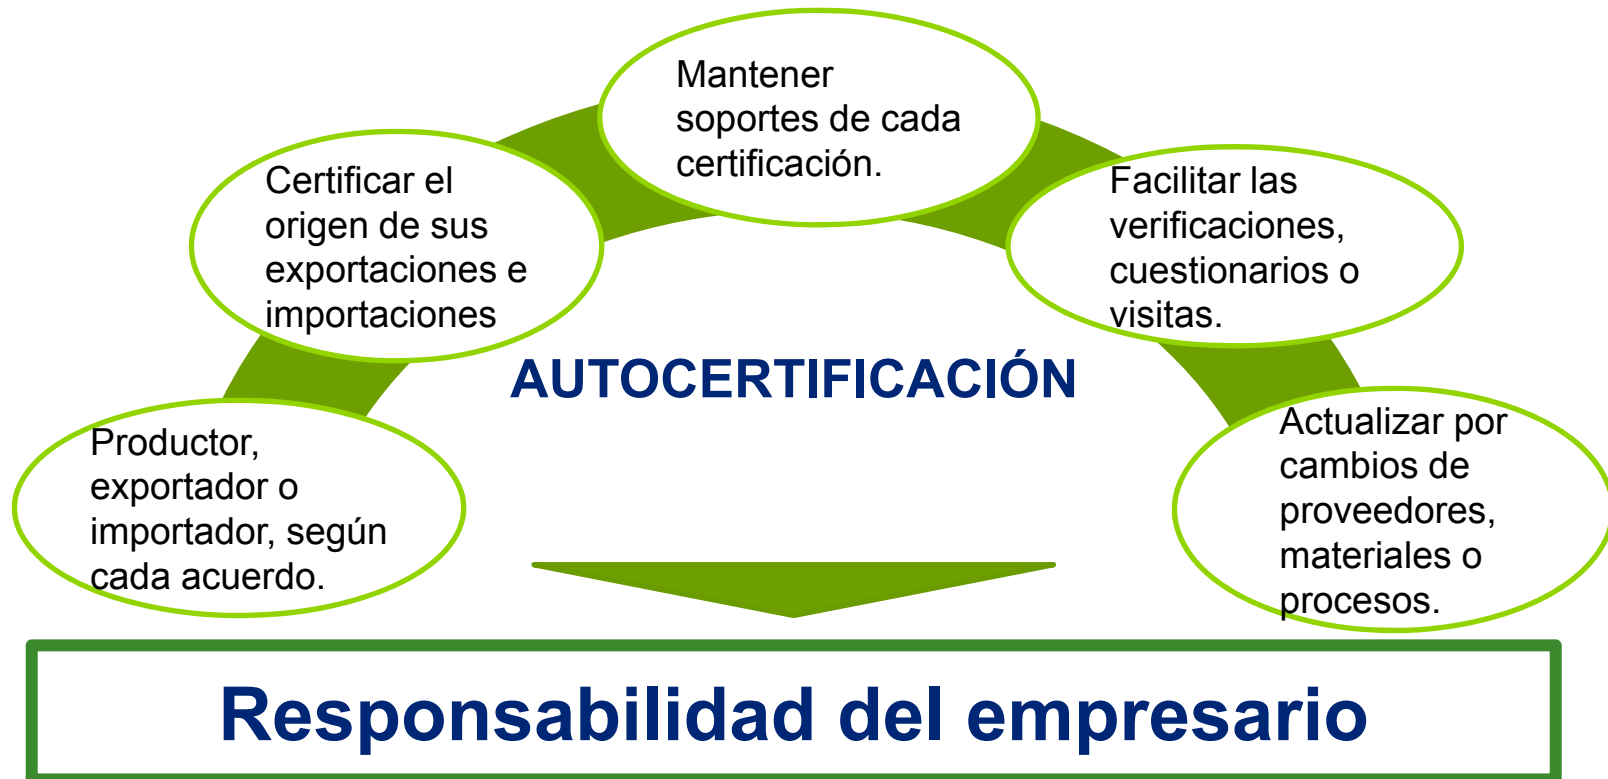 Mantener
soportes de cada
certificación.
Certificar el
origen de sus
exportaciones e
importaciones
Facilitar las
verificaciones,
cuestionarios o
visitas.
AUTOCERTIFICACIÓN
Productor,
exportador o
importador, según
cada acuerdo.
Actualizar por
cambios de
proveedores,
materiales o
procesos.
Responsabilidad del empresario